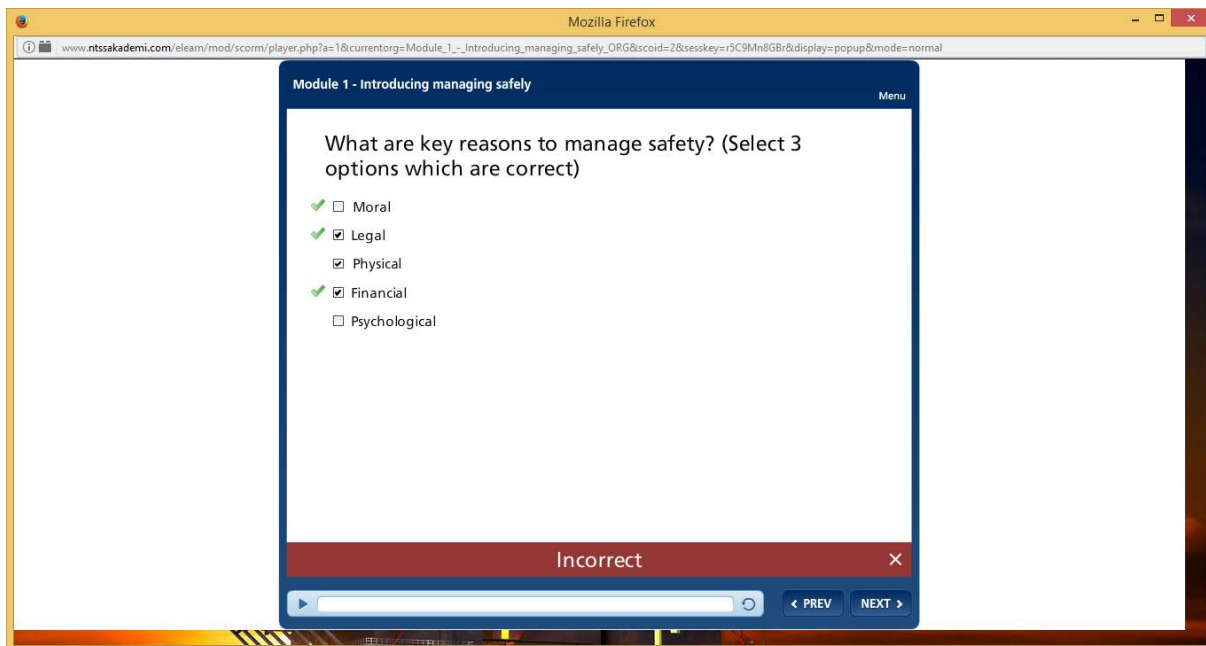 Mozilla Firefox
www.ntssakademi.com/elearn/mod/scorm/player.php?a=1&currentorg=Module_1_-_Introducing_managing_safely_ORG&scoid=2&sesskey=r5C9Mn8GBr&display=popup&mode=normal
Module 1 - Introducing managing safely
Menu
What are key reasons to manage safety? (Select 3
options which are correct)
Moral
Legal
Physical
Financial
Psychological
Incorrect
PREV NEXT